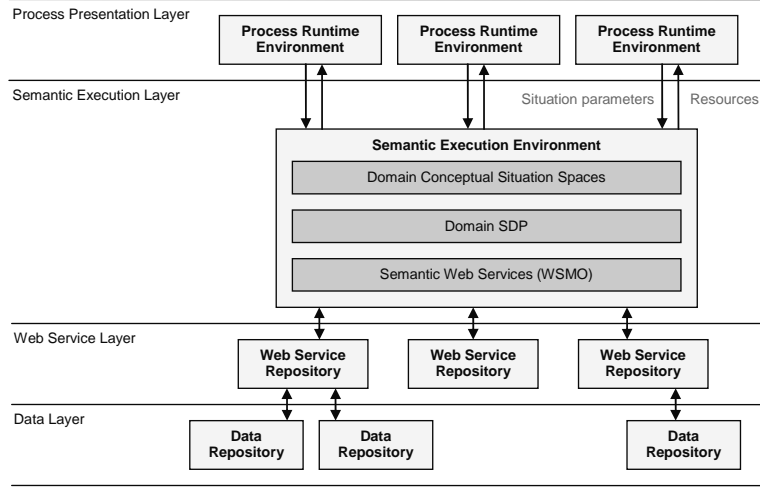 Process Presentation Layer
Process Runtime Environment
Process Runtime Environment
Process Runtime Environment
Semantic Execution Layer
Situation parameters
Resources
Semantic Execution Environment
Domain Conceptual Situation Spaces
Domain SDP
Semantic Web Services (WSMO)
Web Service Layer
Web Service Repository
Web Service Repository
Web Service Repository
Data Layer
Data Repository
Data Repository
Data Repository